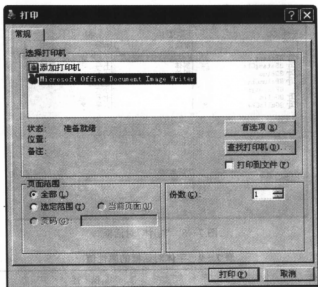 打印
常规
选择打印机
添加打印机
Microsoft Office Document Image Writer
状态: 准备就绪
位置:
备注:
首选项(R)
查找打印机(D)...
打印到文件(F)
页面范围
全部(L)
选定范围(T) 当前页面(U)
页码(G):
份数(C): 1
打印(P) 取消